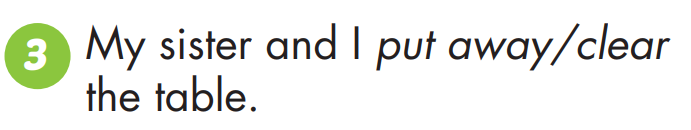 3 My sister and I put away/clear
the table.